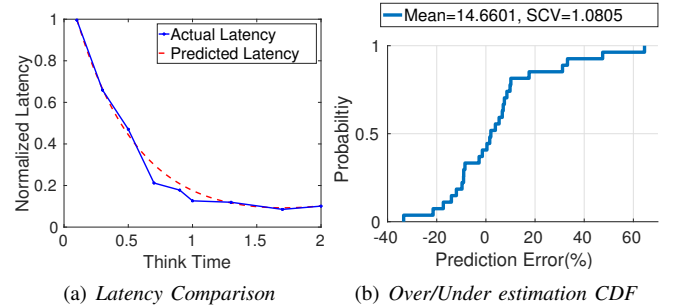 Actual Latency
Predicted Latency
Normalized Latency
1
0.8
0.6
0.4
0.2
0
0 0.5 1 1.5 2
Think Time
(a) Latency Comparison
Mean=14.6601, SCV=1.0805
Probabiltiy
1
0.5
0
-40 -20 0 20 40 60
Prediction Error(%)
(b) Over/Under estimation CDF